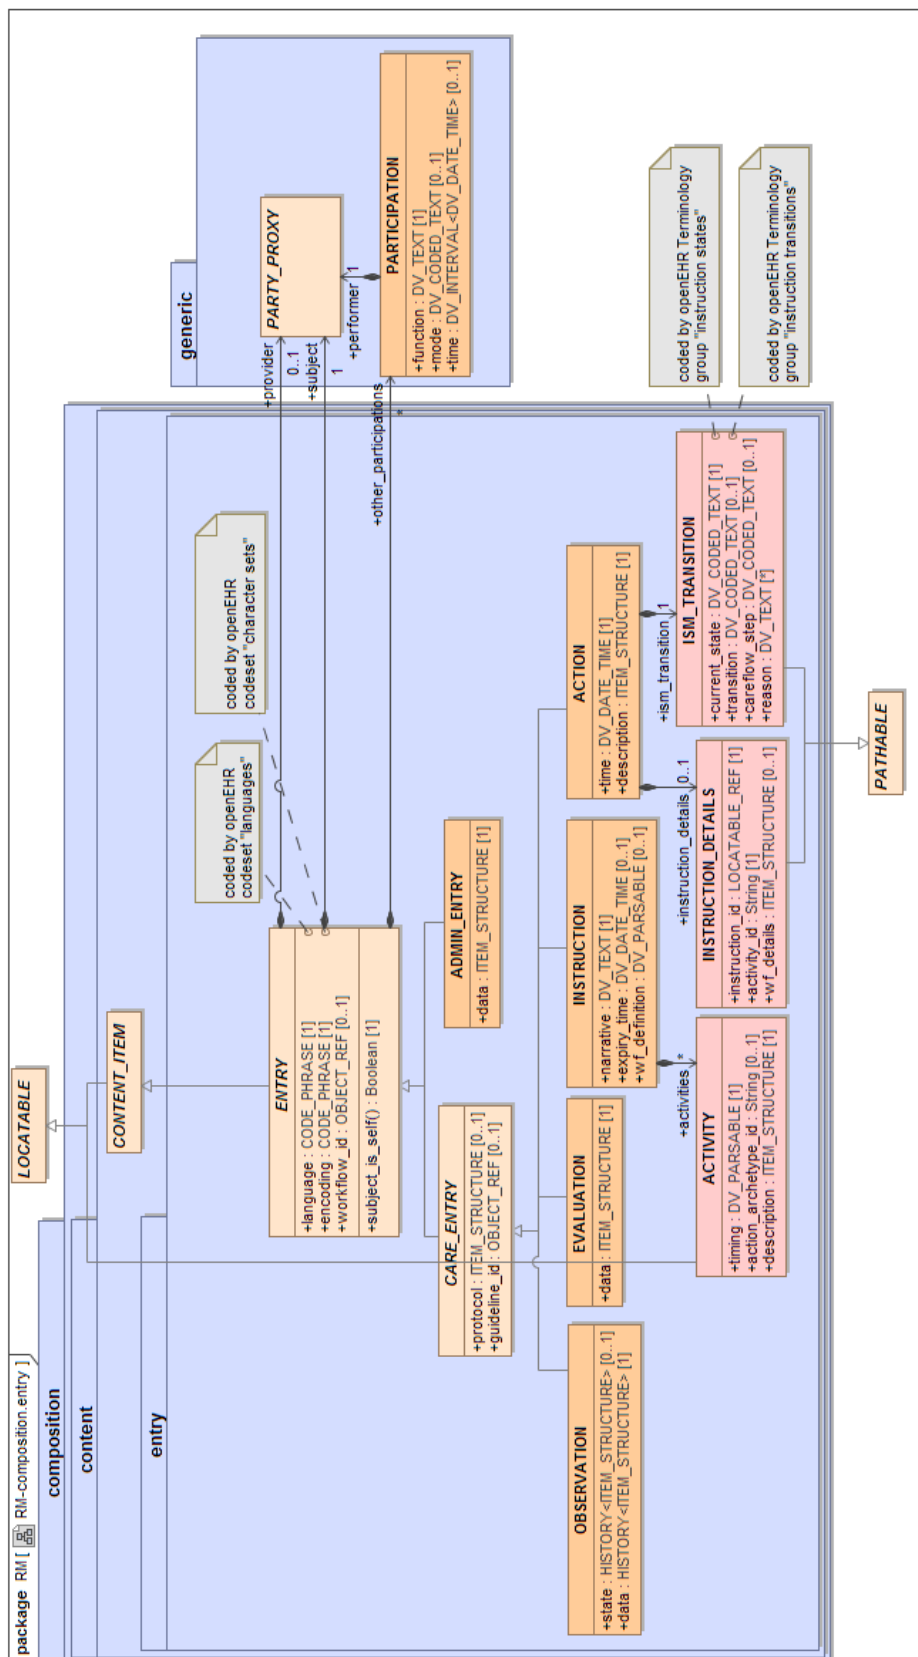 package RM [ RM-composition.entry ]
composition
content
entry
LOCATABLE
CONTENT_ITEM
ENTRY
+language : CODE_PHRASE [1]
+encoding : CODE_PHRASE [1]
+workflow_id : OBJECT_REF [0..1]
+subject_is_self() : Boolean [1]
coded by openEHR
codeset "languages"
coded by openEHR
codeset "character sets"
generic
PARTY_PROXY
+provider
0..1
+subject
1
+performer
1
PARTICIPATION
+function : DV_TEXT [1]
+mode : DV_CODED_TEXT [0..1]
+time : DV_INTERVAL<DV_DATE_TIME> [0..1]
+other_participations
*
CARE_ENTRY
+protocol : ITEM_STRUCTURE [0..1]
+guideline_id : OBJECT_REF [0..1]
ADMIN_ENTRY
+data : ITEM_STRUCTURE [1]
OBSERVATION
+state : HISTORY<ITEM_STRUCTURE> [0..1]
+data : HISTORY<ITEM_STRUCTURE> [1]
EVALUATION
+data : ITEM_STRUCTURE [1]
INSTRUCTION
+narrative : DV_TEXT [1]
+expiry_time : DV_DATE_TIME [0..1]
+wf_definition : DV_PARSABLE [0..1]
ACTION
+time : DV_DATE_TIME [1]
+description : ITEM_STRUCTURE [1]
+activities
*
+instruction_details
0..1
+ism_transition
1
ACTIVITY
+timing : DV_PARSABLE [1]
+action_archetype_id : String [0..1]
+description : ITEM_STRUCTURE [1]
INSTRUCTION_DETAILS
+instruction_id : LOCATABLE_REF [1]
+activity_id : String [1]
+wf_details : ITEM_STRUCTURE [0..1]
ISM_TRANSITION
+current_state : DV_CODED_TEXT [1]
+transition : DV_CODED_TEXT [0..1]
+careflow_step : DV_CODED_TEXT [0..1]
+reason : DV_TEXT [*]
coded by openEHR Terminology
group "instruction states"
coded by openEHR Terminology
group "instruction transitions"
PATHABLE